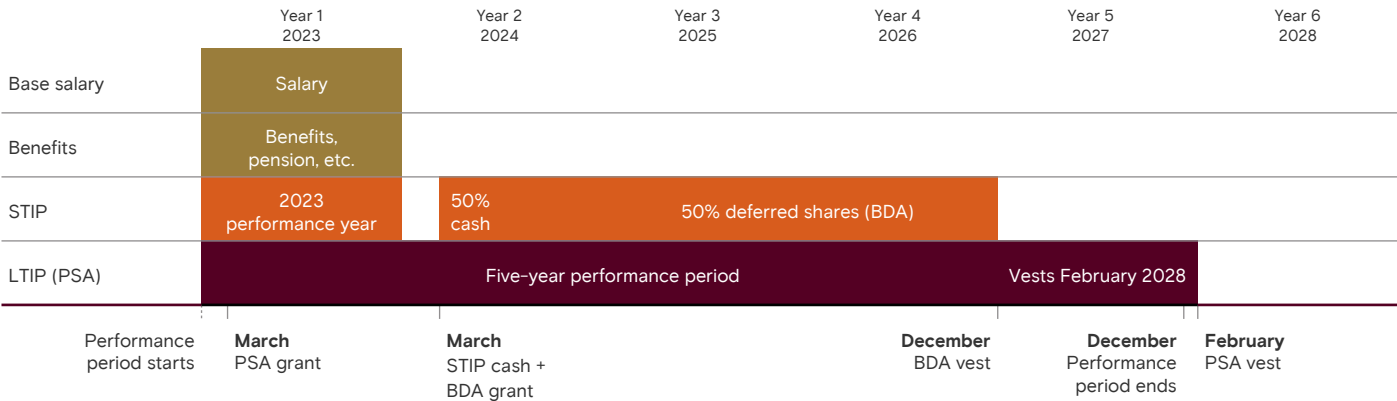 Year 1
2023
Year 2
2024
Year 3
2025
Year 4
2026
Year 5
2027
Year 6
2028
Base salary
Salary
Benefits
Benefits,
pension, etc.
STIP
2023
performance year
50%
cash
50% deferred shares (BDA)
LTIP (PSA)
Five-year performance period
Vests February 2028
Performance
period starts
March
PSA grant
March
STIP cash +
BDA grant
December
BDA vest
December
Performance
period ends
February
PSA vest